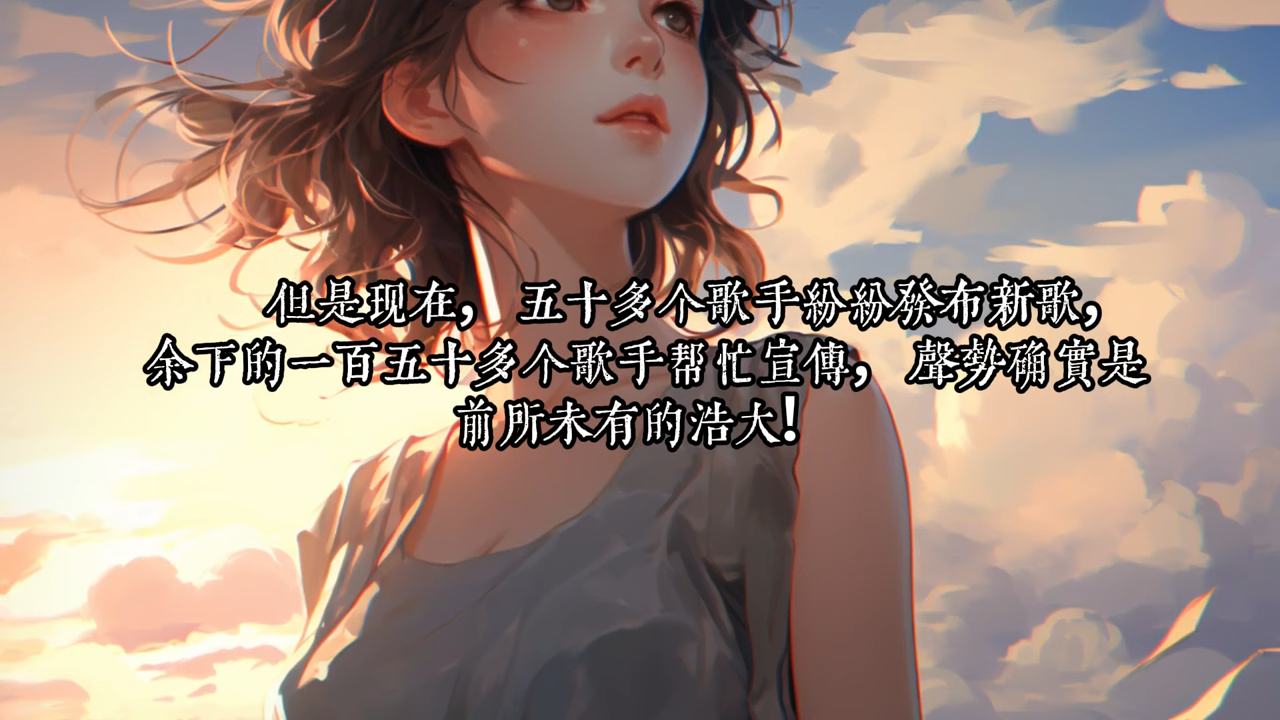 但是现在，五十多个歌手紛紛發布新歌，
余下的一百五十多个歌手帮忙宣傳，聲勢确實是
前所未有的浩大！